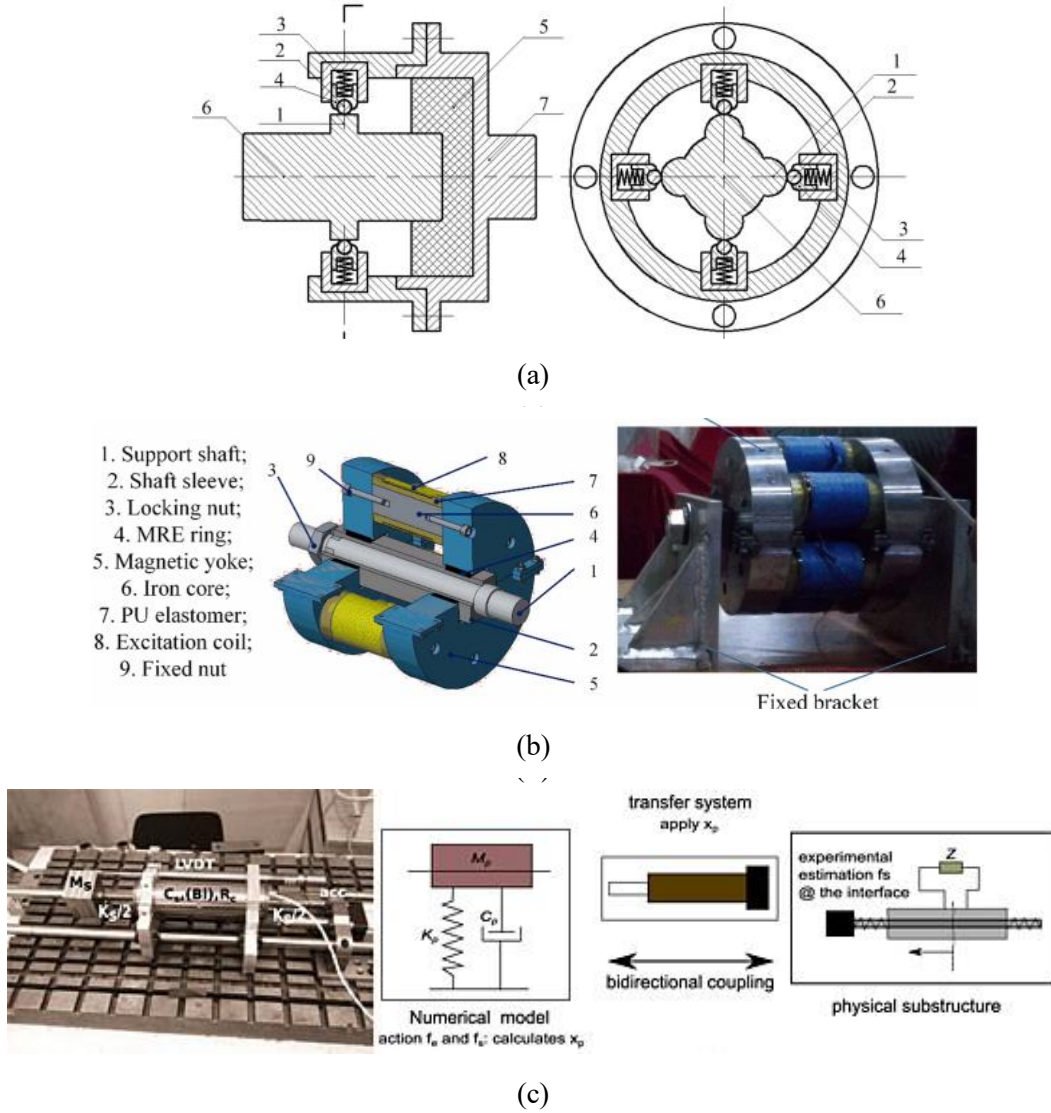 3
2
4
1
6
5
7
1
2
3
4
6
(a)
1. Support shaft;
2. Shaft sleeve;
3. Locking nut;
4. MRE ring;
5. Magnetic yoke;
6. Iron core;
7. PU elastomer;
8. Excitation coil;
9. Fixed nut
3
9
8
7
6
4
1
2
5
Fixed bracket
(b)
LVDT
Ms
acc.
Ks/2
Ks/2
Mp
Kp
Cp
Numerical model
action fe and fs: calculates xp
transfer system
apply xp
bidirectional coupling
experimental
estimation fs
@ the interface
Z
physical substructure
(c)